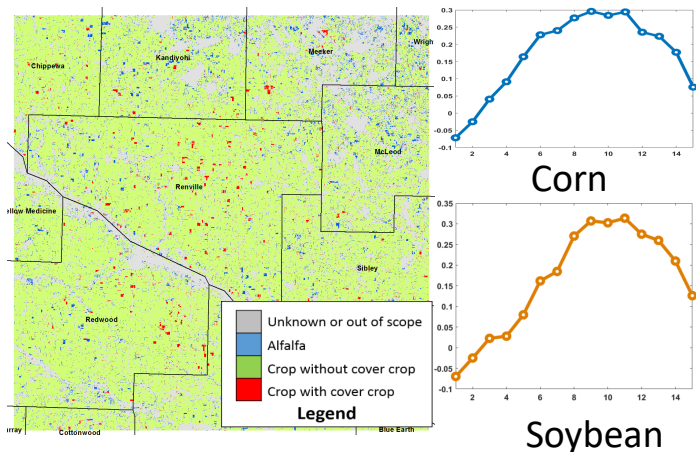 Chippewa
Kandiyohi
Meeker
Wrigh
McLeod
Renville
ellow Medicine
Sibley
Redwood
Cottonwood
Blue Earth
urray
Unknown or out of scope
Alfalfa
Crop without cover crop
Crop with cover crop
Legend
0.3
0.25
0.2
0.15
0.1
0.05
0
-0.05
-0.1
2 4 6 8 10 12 14
Corn
0.35
0.3
0.25
0.2
0.15
0.1
0.05
0
-0.05
-0.1
2 4 6 8 10 12 14
Soybean